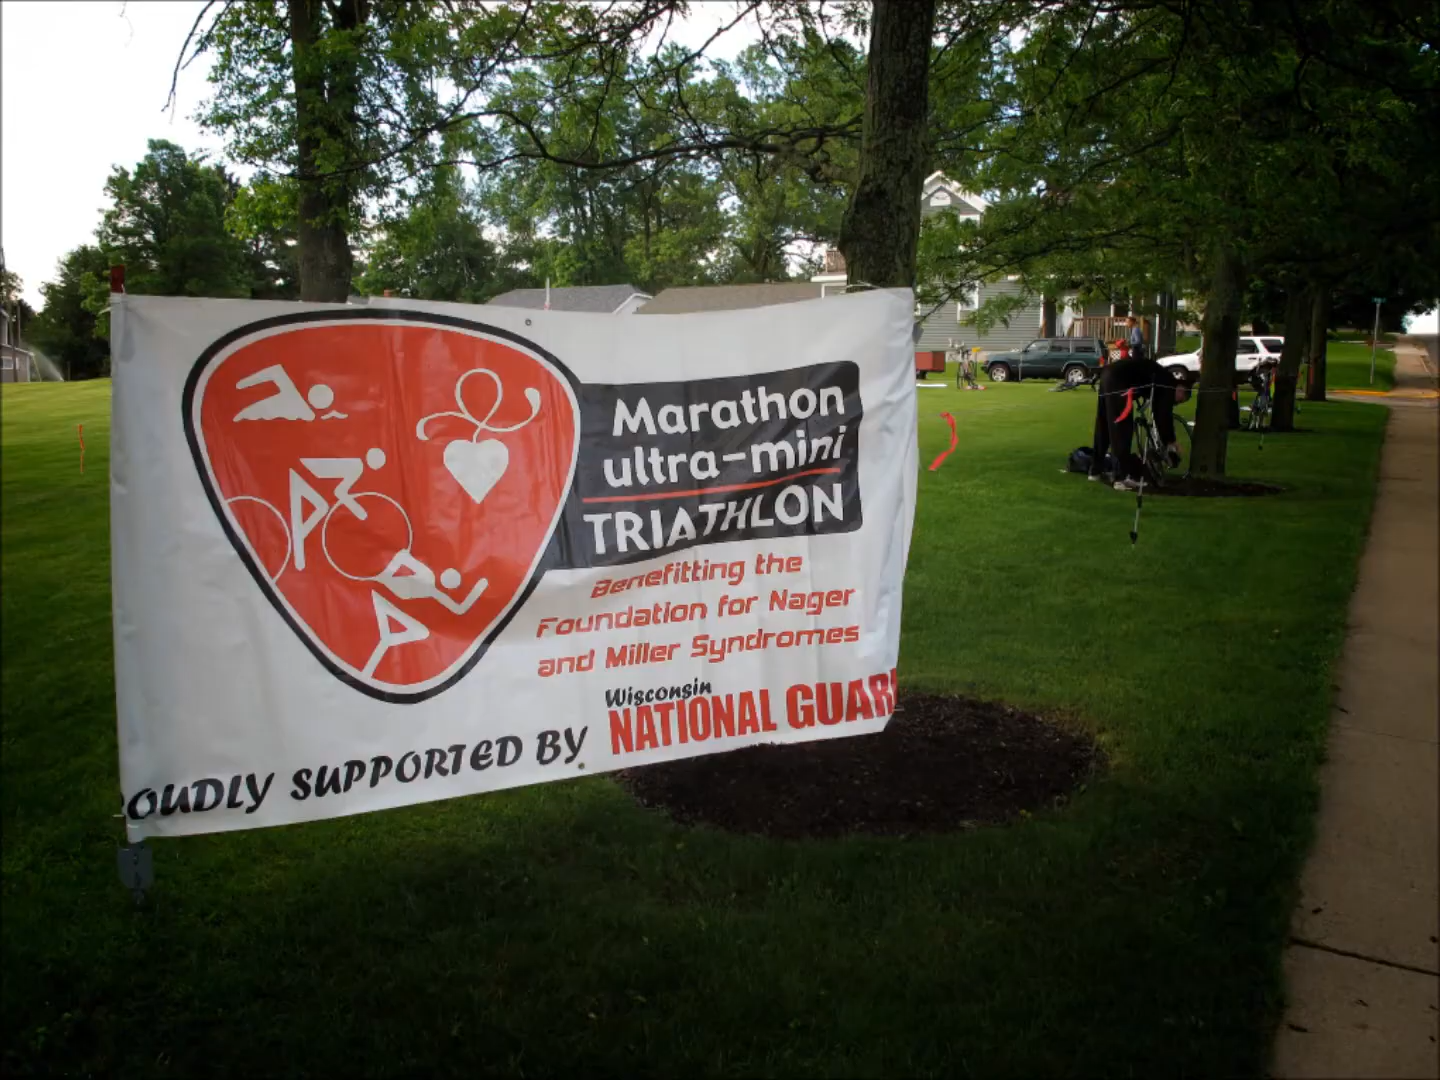 Marathon
ultra-mini
TRIATHLON
Benefitting the
Foundation for Nager
and Miller Syndromes
Wisconsin
OUDLY SUPPORTED BY NATIONAL GUAR